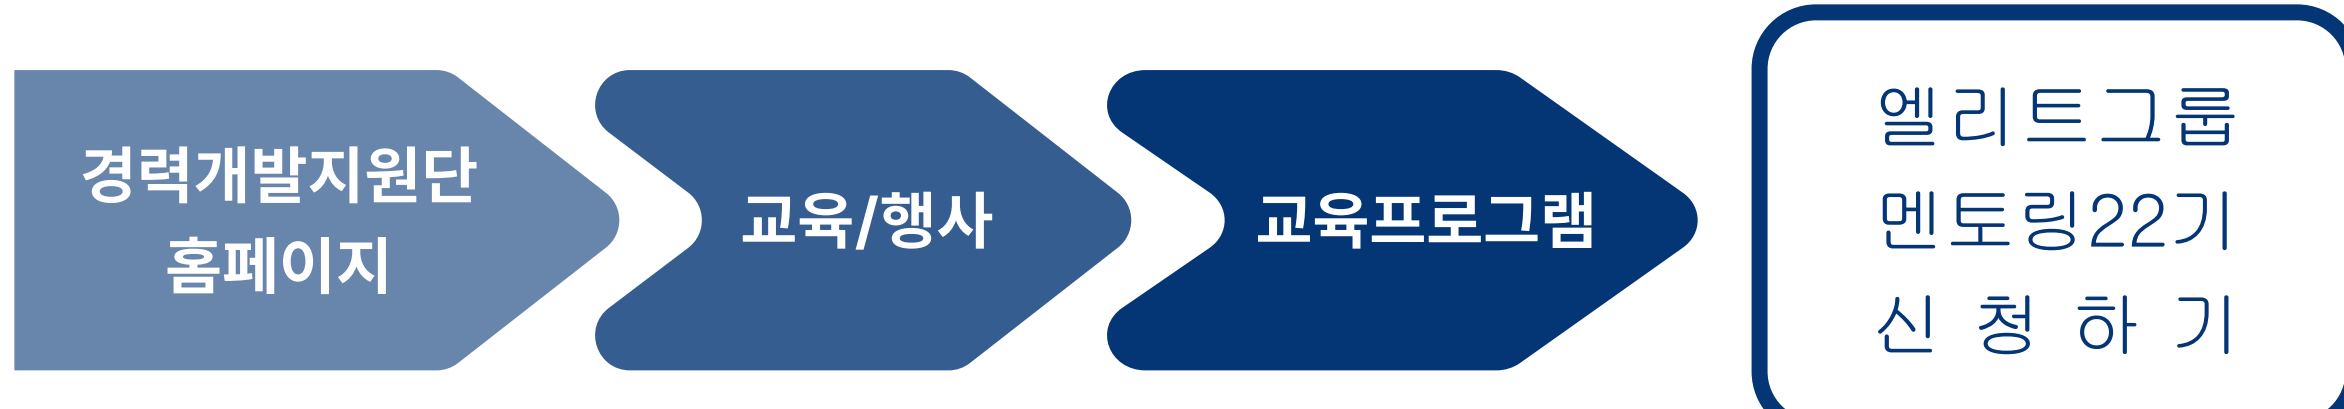 경력개발지원단
홈페이지
교육/행사
교육프로그램
엘리트그룹
멘토링22기
신 청 하 기